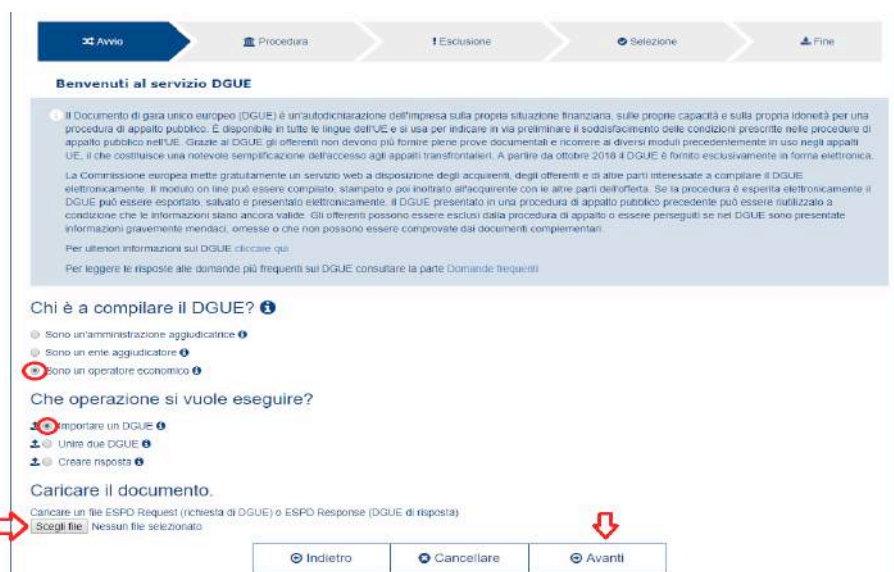 Avvio
Procedura
Esclusione
Selezione
Fine
Benvenuti al servizio DGUE
Il Documento di gara unico europeo (DGUE) è un'autodichiarazione dell'impresa sulla propria situazione finanziaria, sulle proprie capacità e sulla propria idoneità per una
procedura di appalto pubblico. È disponibile in tutte le lingue dell'UE e si usa per indicare in via preliminare il soddisfacimento delle condizioni prescritte nelle procedure di
appalto pubblico nell'UE. Grazie al DGUE gli offerenti non devono più fornire piene prove documentali e ricorrere ai diversi moduli precedentemente in uso negli appalti
UE, il che costituisce una notevole semplificazione dell'accesso agli appalti transfrontalieri. A partire da ottobre 2018 il DGUE è fornito esclusivamente in forma elettronica.
La Commissione europea mette gratuitamente un servizio web a disposizione degli acquirenti, degli offerenti e di altre parti interessate a compilare il DGUE
elettronicamente. Il modulo on line può essere compilato, stampato e poi inoltrato all'acquirente con le altre parti dell'offerta. Se la procedura è esperita elettronicamente il
DGUE può essere esportato, salvato e presentato elettronicamente. Il DGUE presentato in una procedura di appalto pubblico precedente può essere riutilizzato a
condizione che le informazioni siano ancora valide. Gli offerenti possono essere esclusi dalla procedura di appalto o essere perseguiti se nel DGUE sono presentate
informazioni gravemente mendaci, omesse o che non possono essere comprovate dai documenti complementari.
Per ulteriori informazioni sul DGUE cliccare qui
Per leggere le risposte alle domande più frequenti sul DGUE consultare la parte Domande frequenti
Chi è a compilare il DGUE?
Sono un'amministrazione aggiudicatrice
Sono un ente aggiudicatore
Sono un operatore economico
Che operazione si vuole eseguire?
Importare un DGUE
Unire due DGUE
Creare risposta
Caricare il documento.
Caricare un file ESPD Request (richiesta di DGUE) o ESPD Response (DGUE di risposta)
Scegli file Nessun file selezionato
Indietro
Cancellare
Avanti